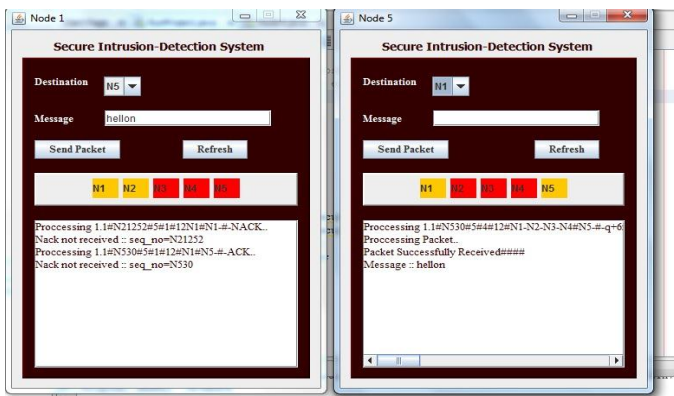 Node 1
Secure Intrusion-Detection System
Destination
N5
Message
hellon
Send Packet
Refresh
N1 N2 N3 N4 N5
Proccessing 1.1#N21252#5#1#12N1#N1-#-NACK..
Nack not received :: seq_no=N21252
Proccessing 1.1#N530#5#1#12N#N1#N5-#-ACK..
Nack not received :: seq_no=N530
Node 5
Secure Intrusion-Detection System
Destination
N1
Message
Send Packet
Refresh
N1 N2 N3 N4 N5
Proccessing 1.1#N530#5#4#12#N1-N2-N3-N4#N5-#-q+6
Proccessing Packet..
Packet Successfully Received####
Message :: hellon